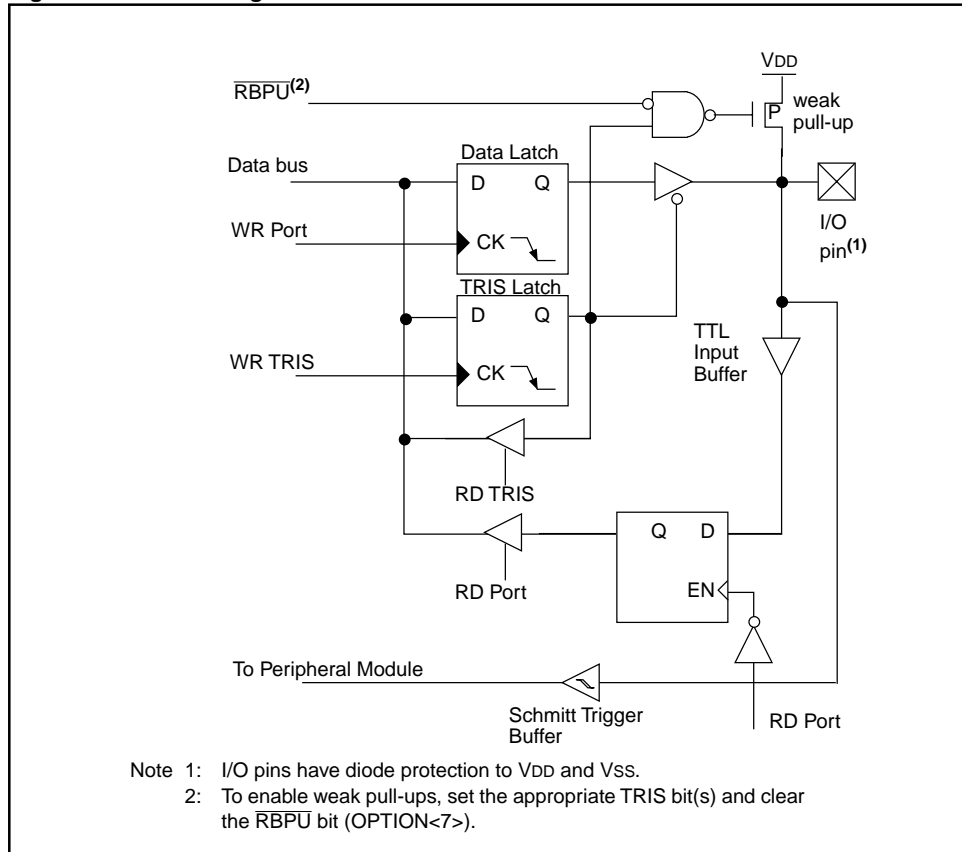 VDD
RBPU(2)
weak
pull-up
P
Data bus
Data Latch
D Q
I/O
pin(1)
WR Port
CK
TRIS Latch
D Q
TTL
Input
Buffer
WR TRIS
CK
RD TRIS
Q D
EN
RD Port
To Peripheral Module
Schmitt Trigger
Buffer
RD Port
Note 1: I/O pins have diode protection to VDD and VSS.
2: To enable weak pull-ups, set the appropriate TRIS bit(s) and clear
the RBPU bit (OPTION<7>).